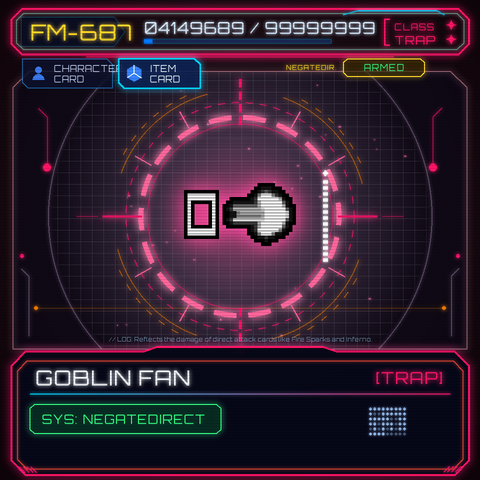 FM-687
04149689 / 99999999
CLASS
TRAP
CHARACTER
CARD
ITEM
CARD
NEGATEDIR
ARMED
// LOG: Reflects the damage of direct attack cards like Fire Sparks and Inferno.
GOBLIN FAN
[TRAP]
SYS: NEGATEDIRECT